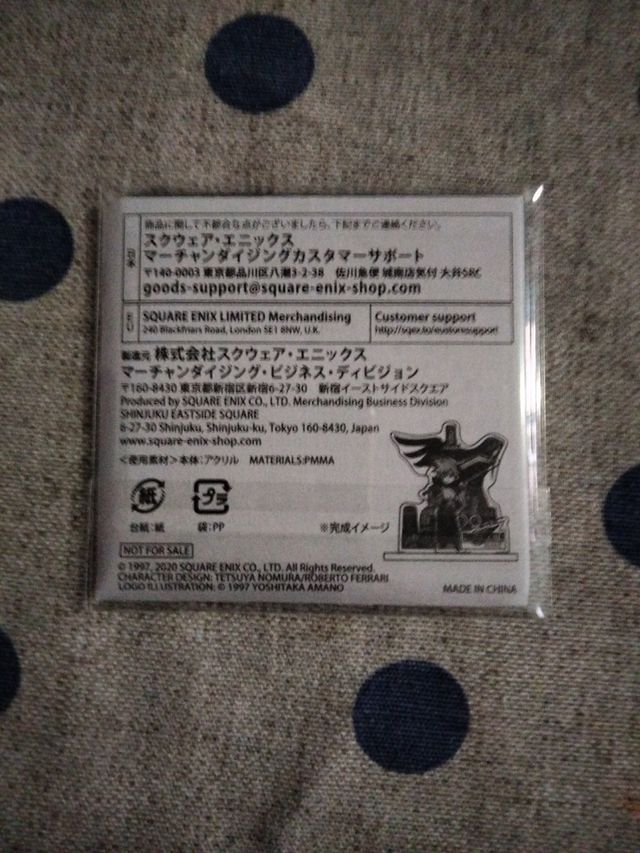 商品に関して不都合な点がございましたら、下記までご連絡ください。
日本
スクウェア・エニックス
マーチャンダイジングカスタマーサポート
〒140-0003 東京都品川区八潮3-2-38 佐川急便 城南店気付 大井SRC
goods-support@square-enix-shop.com
EU
SQUARE ENIX LIMITED Merchandising
240 Blackfriars Road, London SE1 8NW, U.K.
Customer support
http://sqex.to/eustoresupport
製造元 株式会社スクウェア・エニックス
マーチャンダイジング・ビジネス・ディビジョン
〒160-8430 東京都新宿区新宿6-27-30 新宿イーストサイドスクエア
Produced by SQUARE ENIX CO., LTD. Merchandising Business Division
SHINJUKU EASTSIDE SQUARE
6-27-30 Shinjuku, Shinjuku-ku, Tokyo 160-8430, Japan
www.square-enix-shop.com
＜使用素材＞本体:アクリル MATERIALS:PMMA
紙
プラ
台紙:紙
袋:PP
※完成イメージ
NOT FOR SALE
© 1997, 2020 SQUARE ENIX CO., LTD. All Rights Reserved.
CHARACTER DESIGN: TETSUYA NOMURA/ROBERTO FERRARI
LOGO ILLUSTRATION: © 1997 YOSHITAKA AMANO
MADE IN CHINA